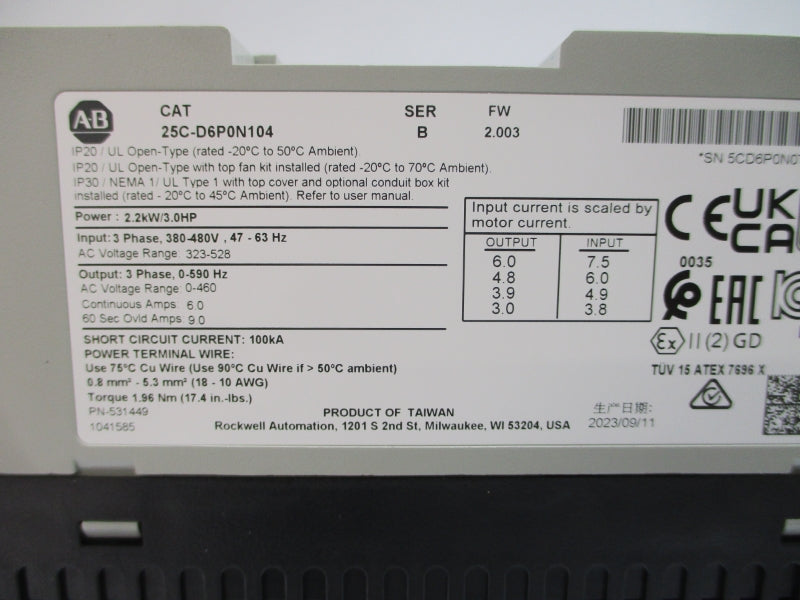 AB
CAT SER FW
25C-D6P0N104 B 2.003
IP20 / UL Open-Type (rated -20°C to 50°C Ambient).
IP20 / UL Open-Type with top fan kit installed (rated -20°C to 70°C Ambient).
IP30 / NEMA 1/ UL Type 1 with top cover and optional conduit box kit
installed (rated - 20°C to 45°C Ambient). Refer to user manual.
*SN 5CD6P0N0
Power : 2.2kW/3.0HP
Input: 3 Phase, 380-480V , 47 - 63 Hz
AC Voltage Range: 323-528
Output: 3 Phase, 0-590 Hz
AC Voltage Range: 0-460
Continuous Amps: 6.0
60 Sec Ovld Amps: 9.0
Input current is scaled by
motor current.
OUTPUT INPUT
6.0 7.5
4.8 6.0
3.9 4.9
3.0 3.8
CE UK
CA
0035
EAC
Ex II (2) GD
TÜV 15 ATEX 7696 X
SHORT CIRCUIT CURRENT: 100kA
POWER TERMINAL WIRE:
Use 75°C Cu Wire (Use 90°C Cu Wire if > 50°C ambient)
0.8 mm² - 5.3 mm² (18 - 10 AWG)
Torque 1.96 Nm (17.4 in.-lbs.)
PN-531449
1041585
PRODUCT OF TAIWAN
Rockwell Automation, 1201 S 2nd St, Milwaukee, WI 53204, USA
生产日期:
2023/09/11